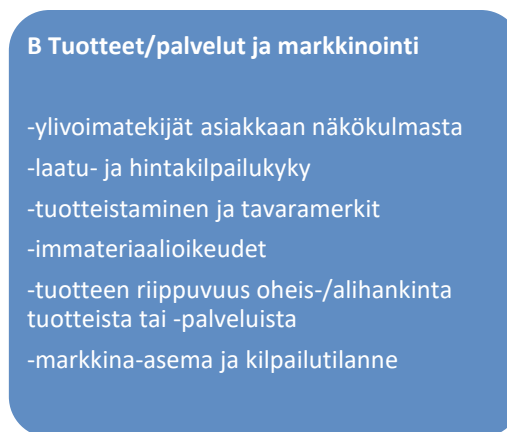 B Tuotteet/palvelut ja markkinointi
-ylivoimatekijät asiakkaan näkökulmasta
-laatu- ja hintakilpailukyky
-tuotteistaminen ja tavaramerkit
-immateriaalioikeudet
-tuotteen riippuvuus oheis-/alihankinta
tuotteista tai -palveluista
-markkina-asema ja kilpailutilanne